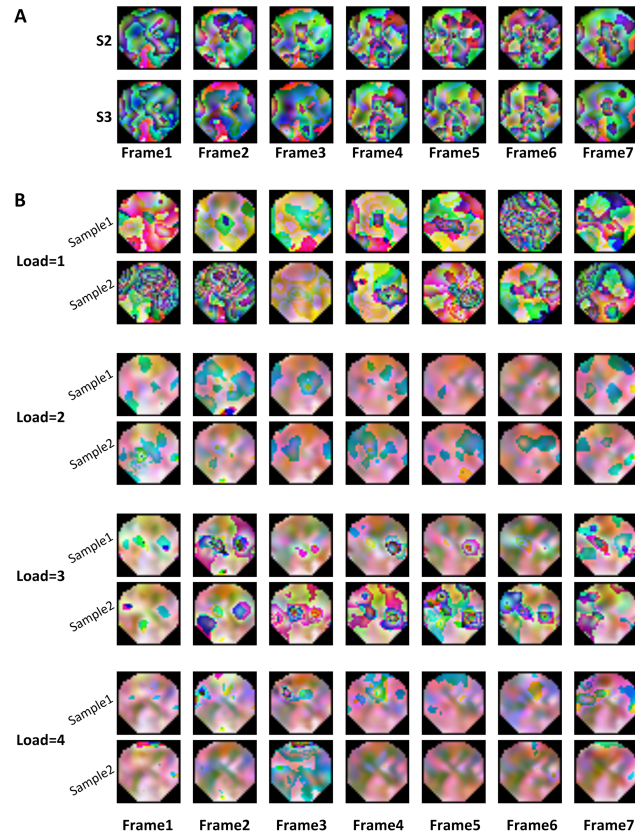 A
S2
S3
Frame1 Frame2 Frame3 Frame4 Frame5 Frame6 Frame7
B
Load=1
Sample1
Sample2
Load=2
Sample1
Sample2
Load=3
Sample1
Sample2
Load=4
Sample1
Sample2
Frame1 Frame2 Frame3 Frame4 Frame5 Frame6 Frame7